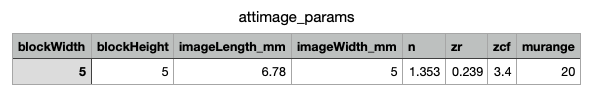 attimage_params
blockWidth blockHeight imageLength_mm imageWidth_mm n zr zcf murange
5 5 6.78 5 1.353 0.239 3.4 20